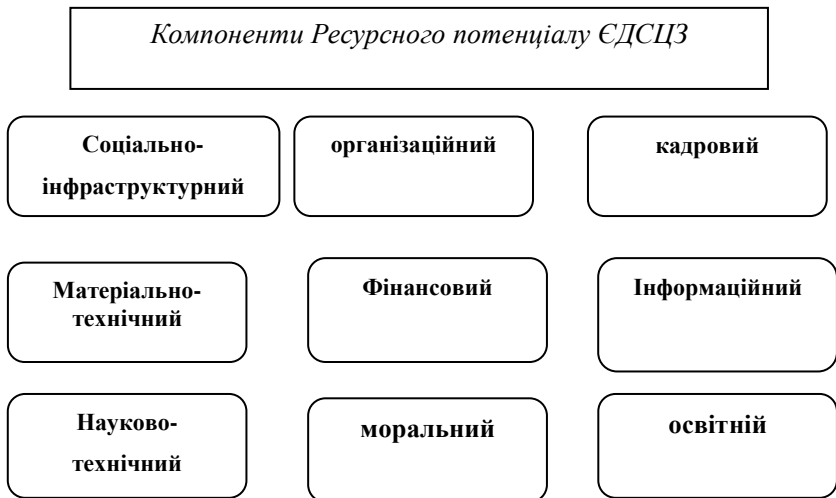 Компоненти Ресурсного потенціалу ЄДСЦЗ
Соціально-
інфраструктурний
організаційний
кадровий
Матеріально-
технічний
Фінансовий
Інформаційний
Науково-
технічний
моральний
освітній